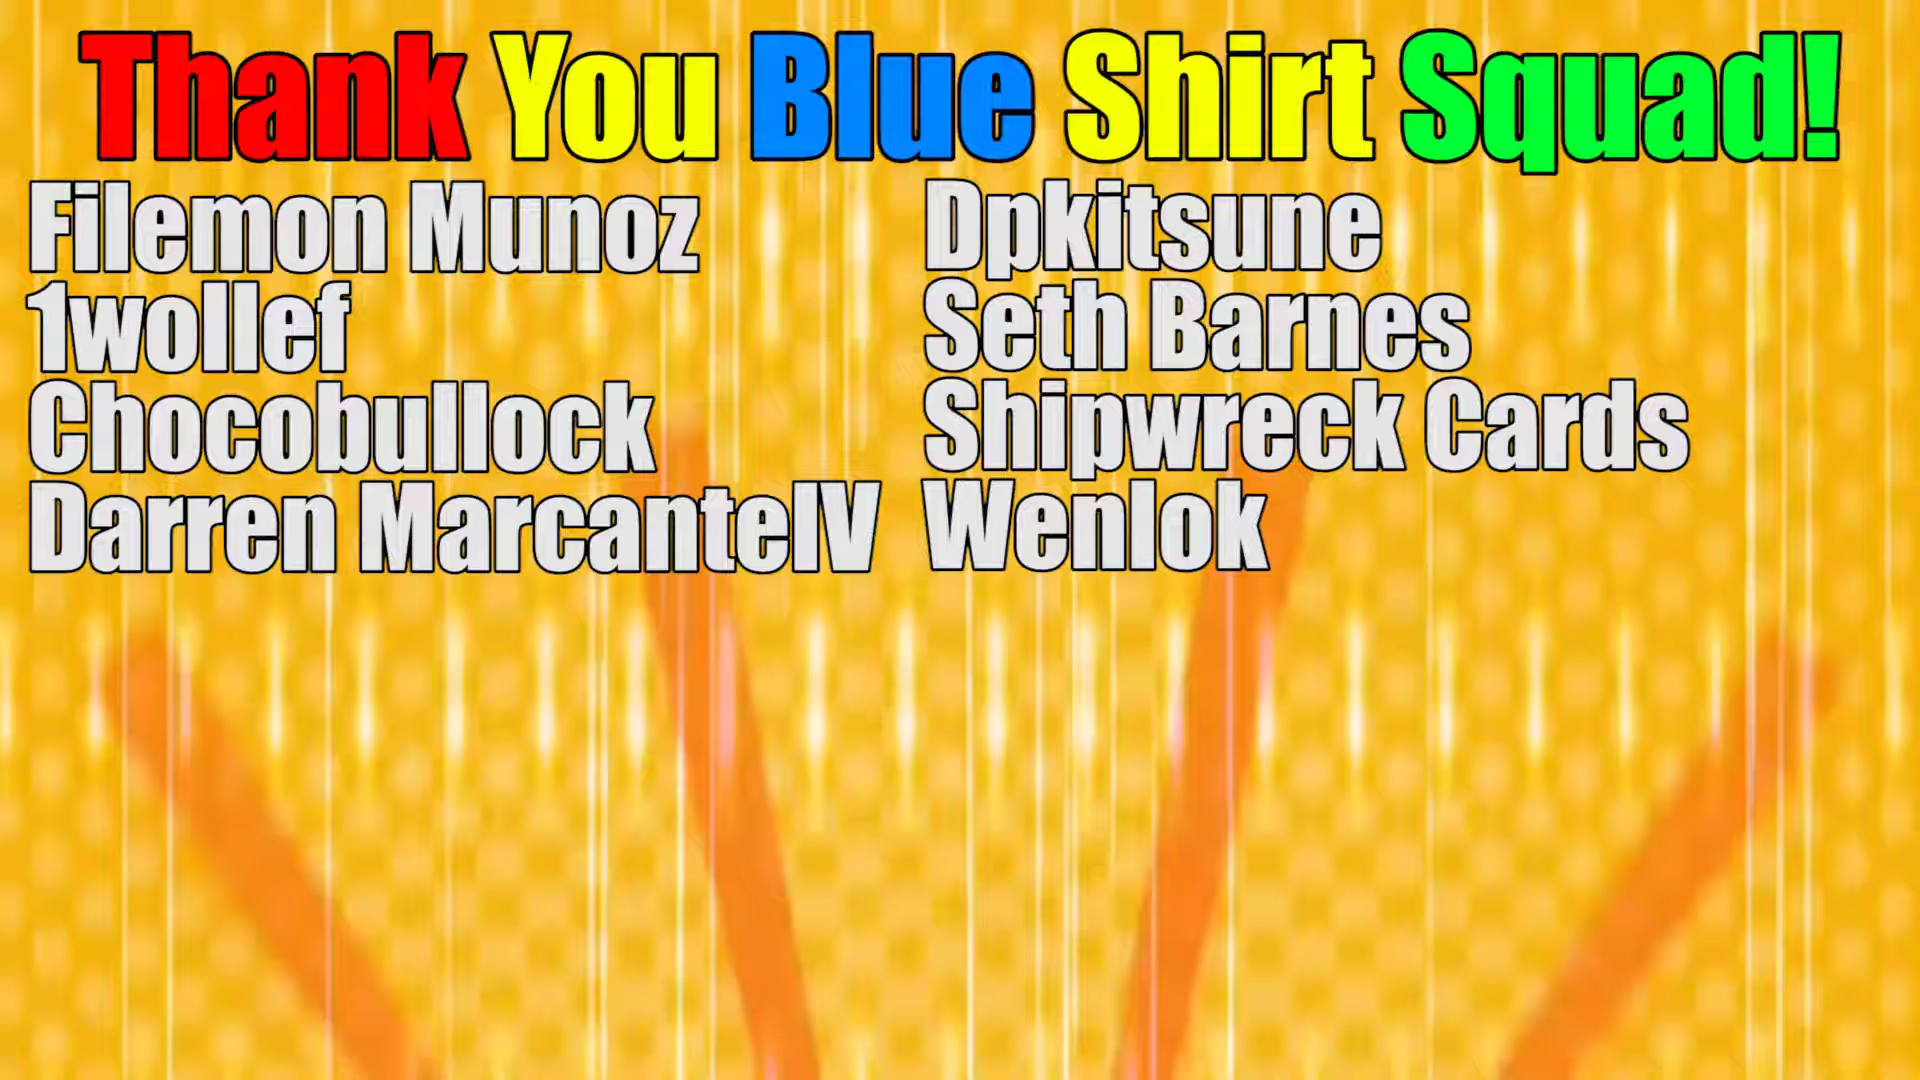 Thank You Blue Shirt Squad!
Filemon Munoz
1wollef
Chocobullock
Darren MarcanteIV
Dpkitsune
Seth Barnes
Shipwreck Cards
Wenlok